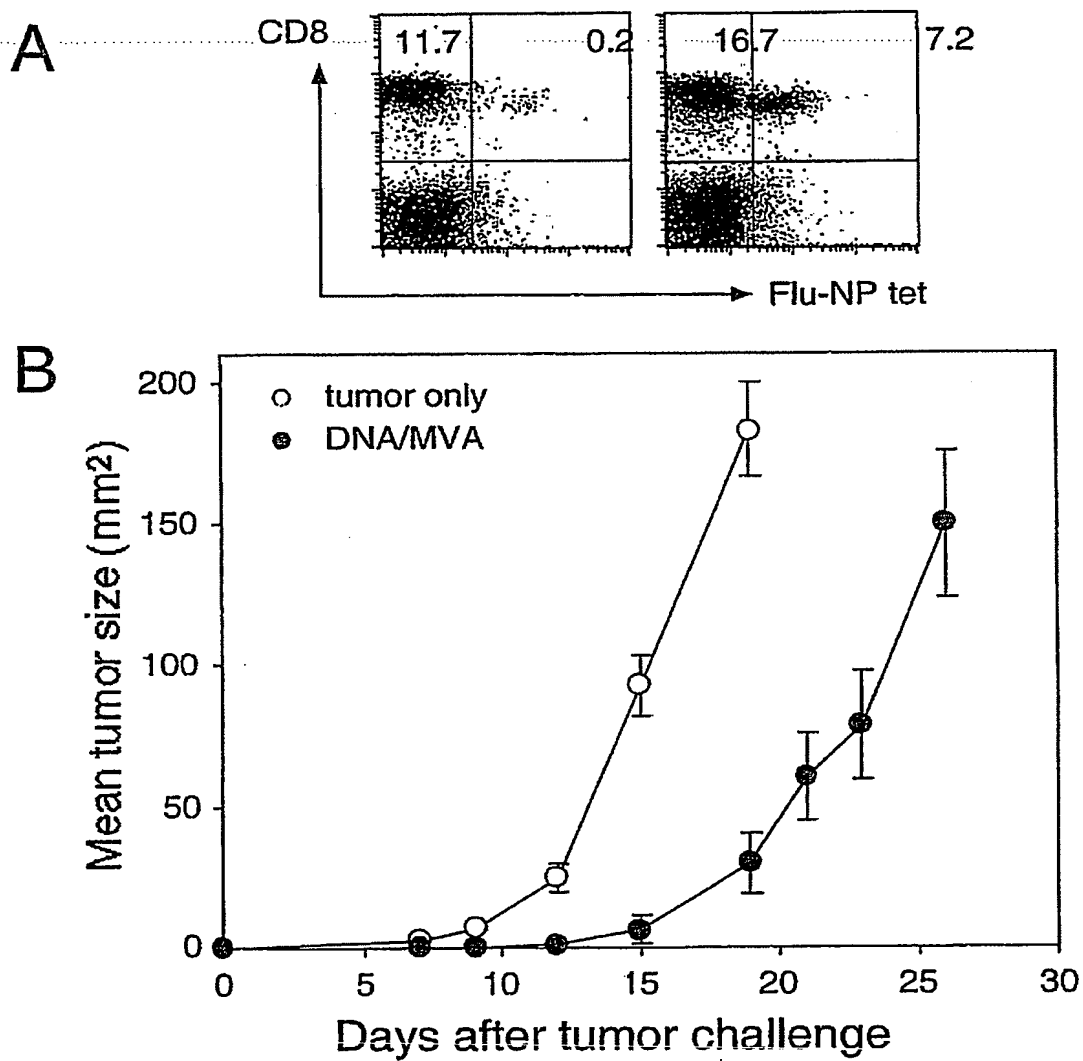 A
CD8 11.7 0.2 16.7 7.2
Flu-NP tet
B
tumor only
DNA/MVA
Mean tumor size (mm²)
200
150
100
50
0
0 5 10 15 20 25 30
Days after tumor challenge